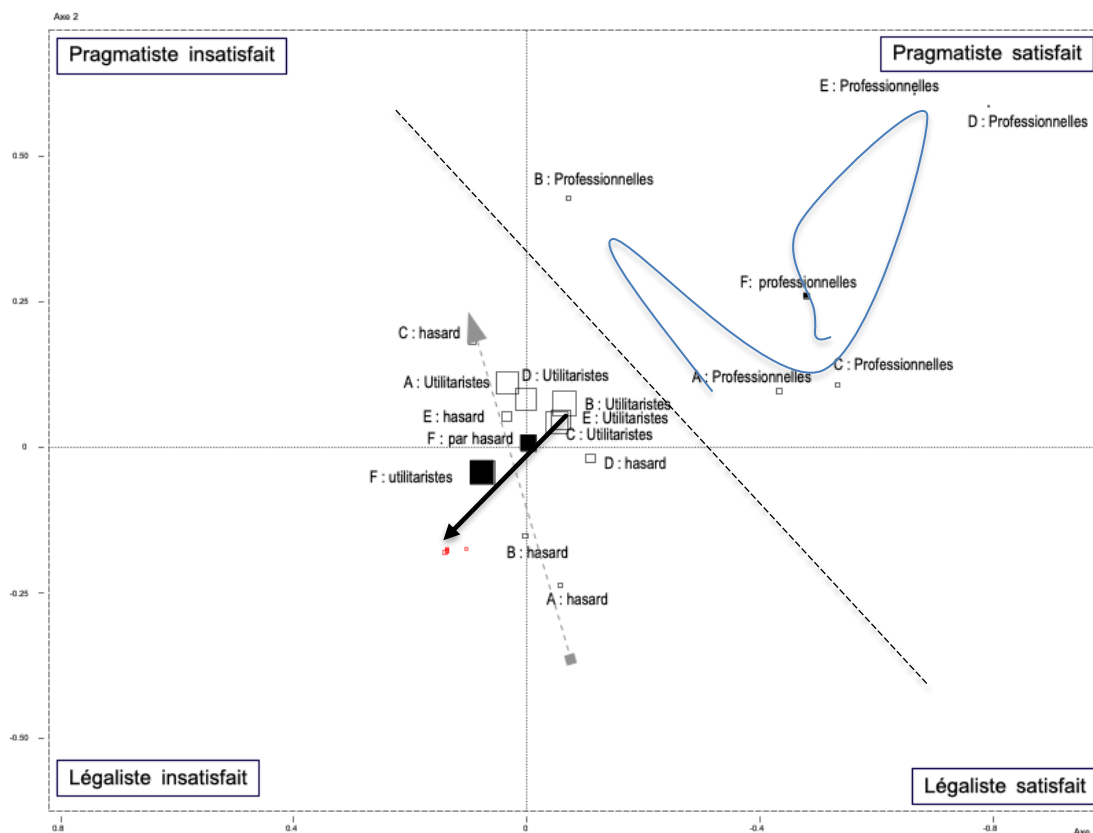 Axe 2
Pragmatiste insatisfait
Pragmatiste satisfait
E : Professionnelles
D : Professionnelles
0.50
B : Professionnelles
0.25
F: professionnelles
C : hasard
C : Professionnelles
A : Utilitaristes
D : Utilitaristes
A : Professionnelles
B : Utilitaristes
E : hasard
E : Utilitaristes
F : par hasard
C : Utilitaristes
0
D : hasard
F : utilitaristes
B : hasard
-0.25
A : hasard
-0.50
Légaliste insatisfait
Légaliste satisfait
0.8
0.4
0
-0.4
-0.8
Axe